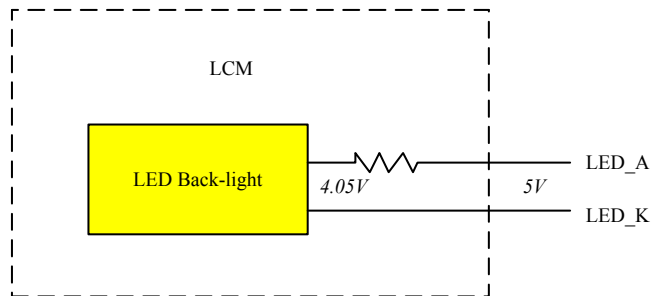 LCM
LED Back-light
4.05V
5V
LED_A
LED_K